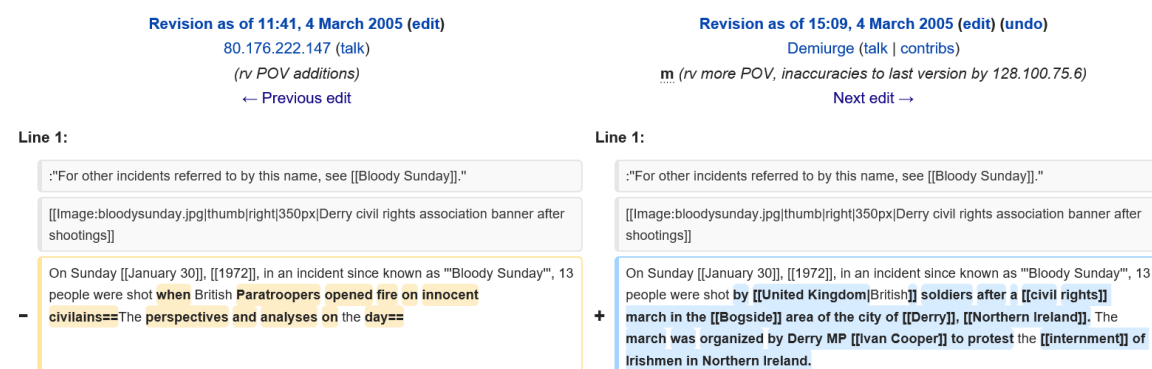 Revision as of 11:41, 4 March 2005 (edit)
80.176.222.147 (talk)
(rv POV additions)
← Previous edit
Revision as of 15:09, 4 March 2005 (edit) (undo)
Demiurge (talk | contribs)
m (rv more POV, inaccuracies to last version by 128.100.75.6)
Next edit →
Line 1:
Line 1:
:"For other incidents referred to by this name, see [[Bloody Sunday]]."
:"For other incidents referred to by this name, see [[Bloody Sunday]]."
[[Image:bloodysunday.jpg|thumb|right|350px|Derry civil rights association banner after
shootings]]
[[Image:bloodysunday.jpg|thumb|right|350px|Derry civil rights association banner after
shootings]]
− On Sunday [[January 30]], [[1972]], in an incident since known as '"Bloody Sunday"', 13
people were shot when British Paratroopers opened fire on innocent
civilains==The perspectives and analyses on the day==
+ On Sunday [[January 30]], [[1972]], in an incident since known as '"Bloody Sunday"', 13
people were shot by [[United Kingdom|British]] soldiers after a [[civil rights]]
march in the [[Bogside]] area of the city of [[Derry]], [[Northern Ireland]]. The
march was organized by Derry MP [[Ivan Cooper]] to protest the [[internment]] of
Irishmen in Northern Ireland.